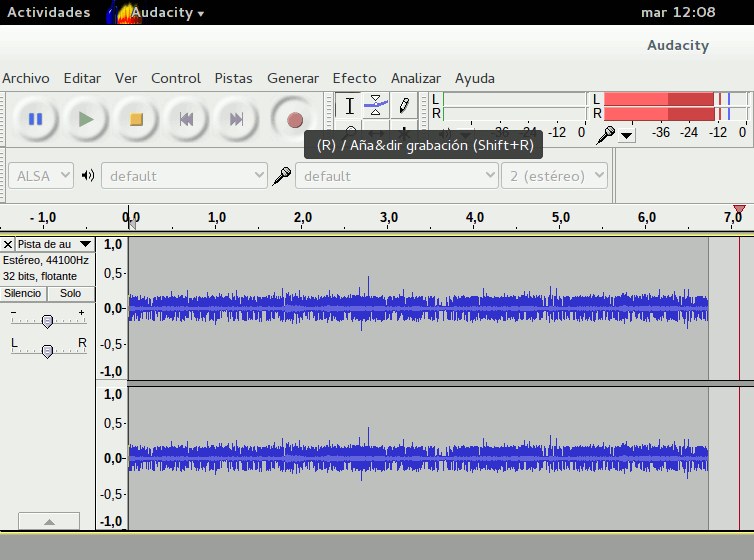 Actividades Audacity mar 12:08
Audacity
Archivo Editar Ver Control Pistas Generar Efecto Analizar Ayuda
L L
R R
-36 -24 -12 0
-12 0
(R) / Aña&dir grabación (Shift+R)
ALSA default default 2 (estéreo)
- 1,0 0,0 1,0 2,0 3,0 4,0 5,0 6,0 7,0
Pista de au 1,0
Estéreo, 44100Hz
32 bits, flotante 0,5-
Silencio Solo
- + 0,0-
L R -0,5-
-1,0
1,0
0,5-
0,0-
-0,5-
-1,0